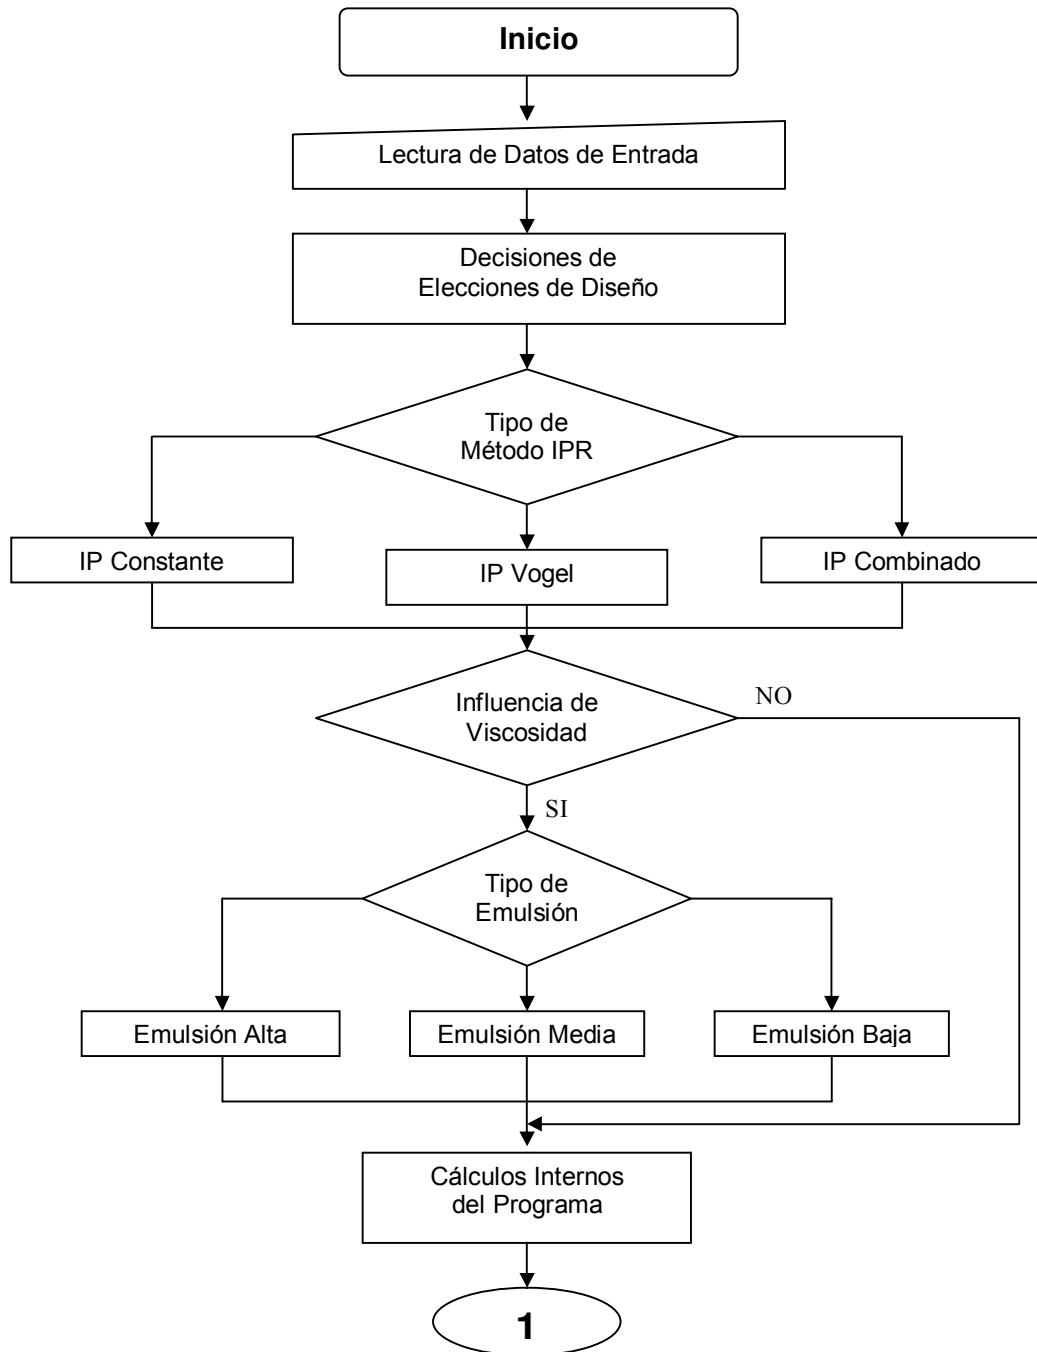 Inicio
Lectura de Datos de Entrada
Decisiones de
Elecciones de Diseño
Tipo de
Método IPR
IP Constante
IP Vogel
IP Combinado
Influencia de
Viscosidad
NO
SI
Tipo de
Emulsión
Emulsión Alta
Emulsión Media
Emulsión Baja
Cálculos Internos
del Programa
1